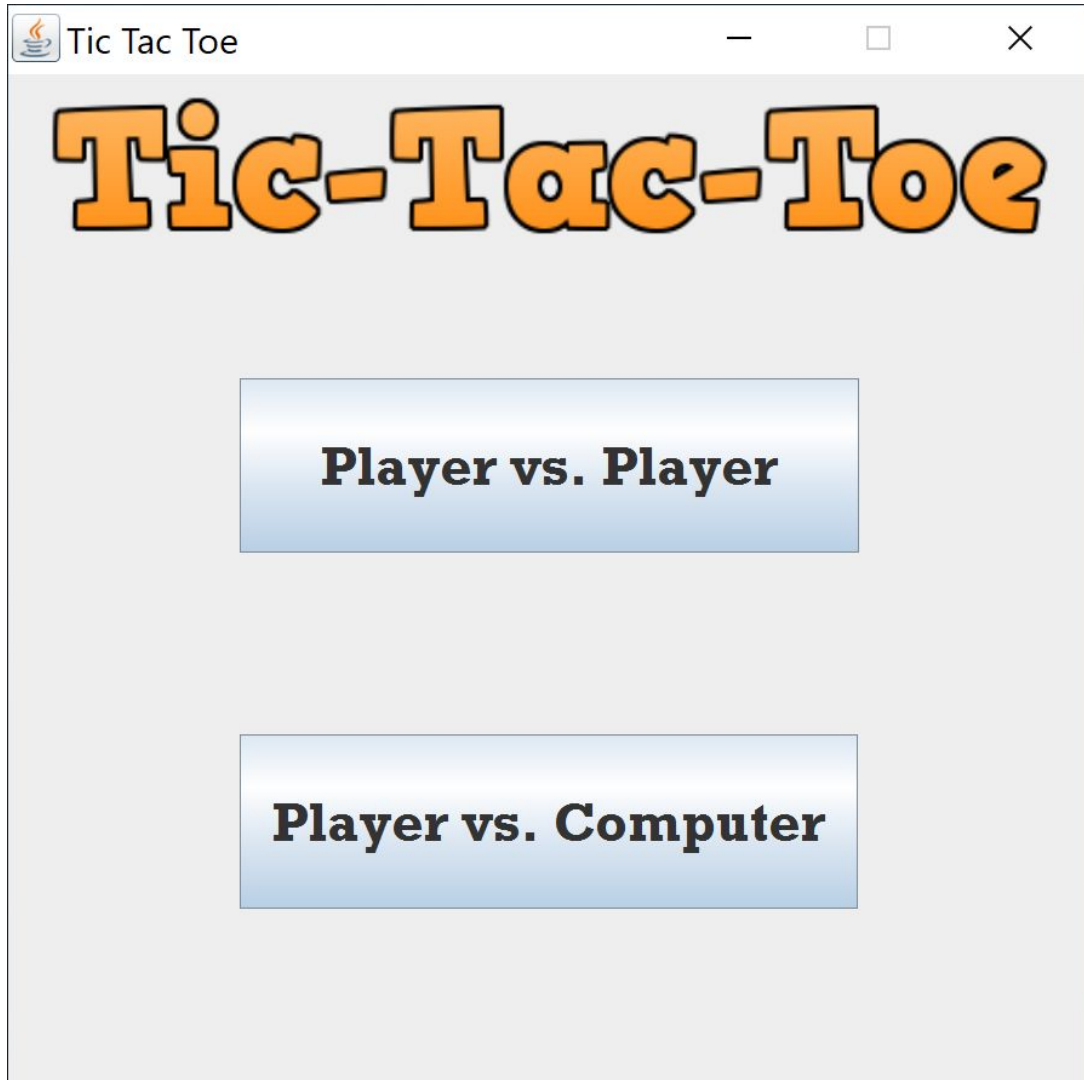 Tic Tac Toe
Tic-Tac-Toe
Player vs. Player
Player vs. Computer